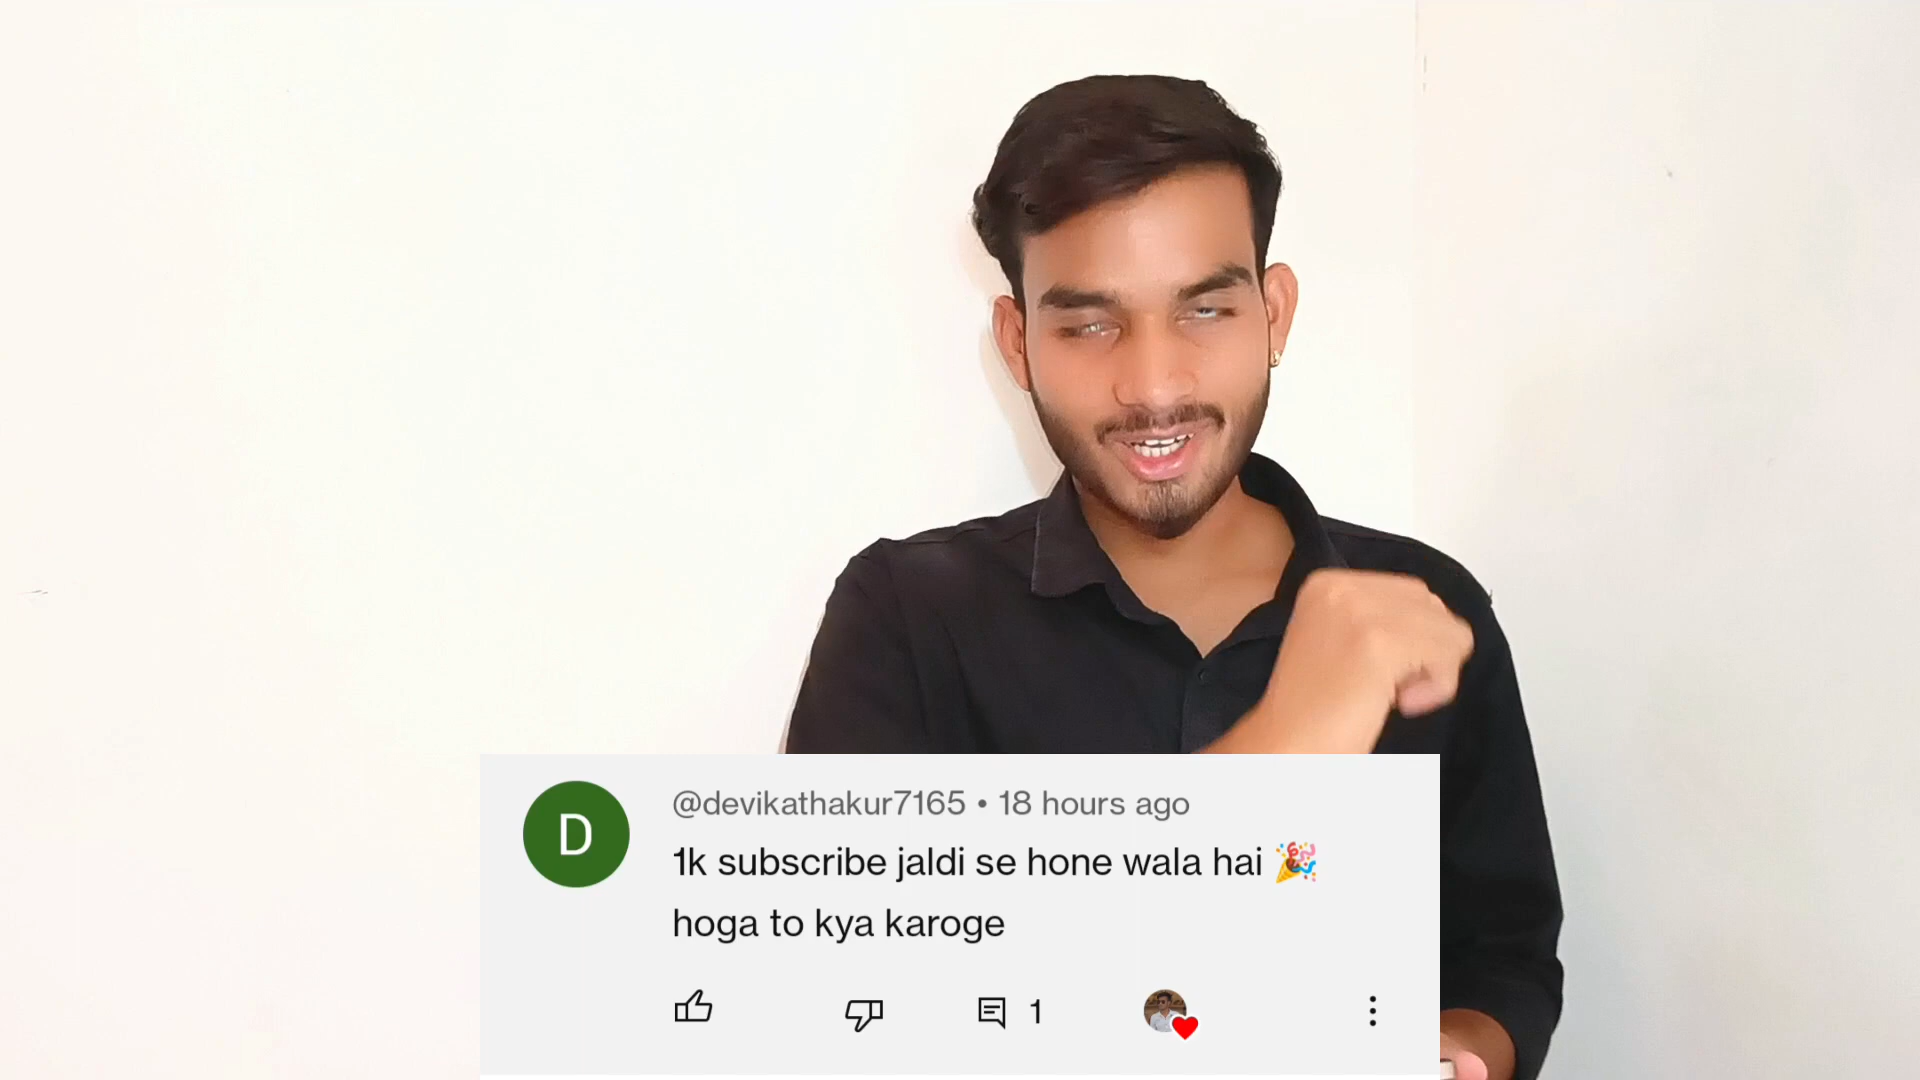 D
@devikathakur7165 • 18 hours ago
1k subscribe jaldi se hone wala hai 🎉
hoga to kya karoge
1